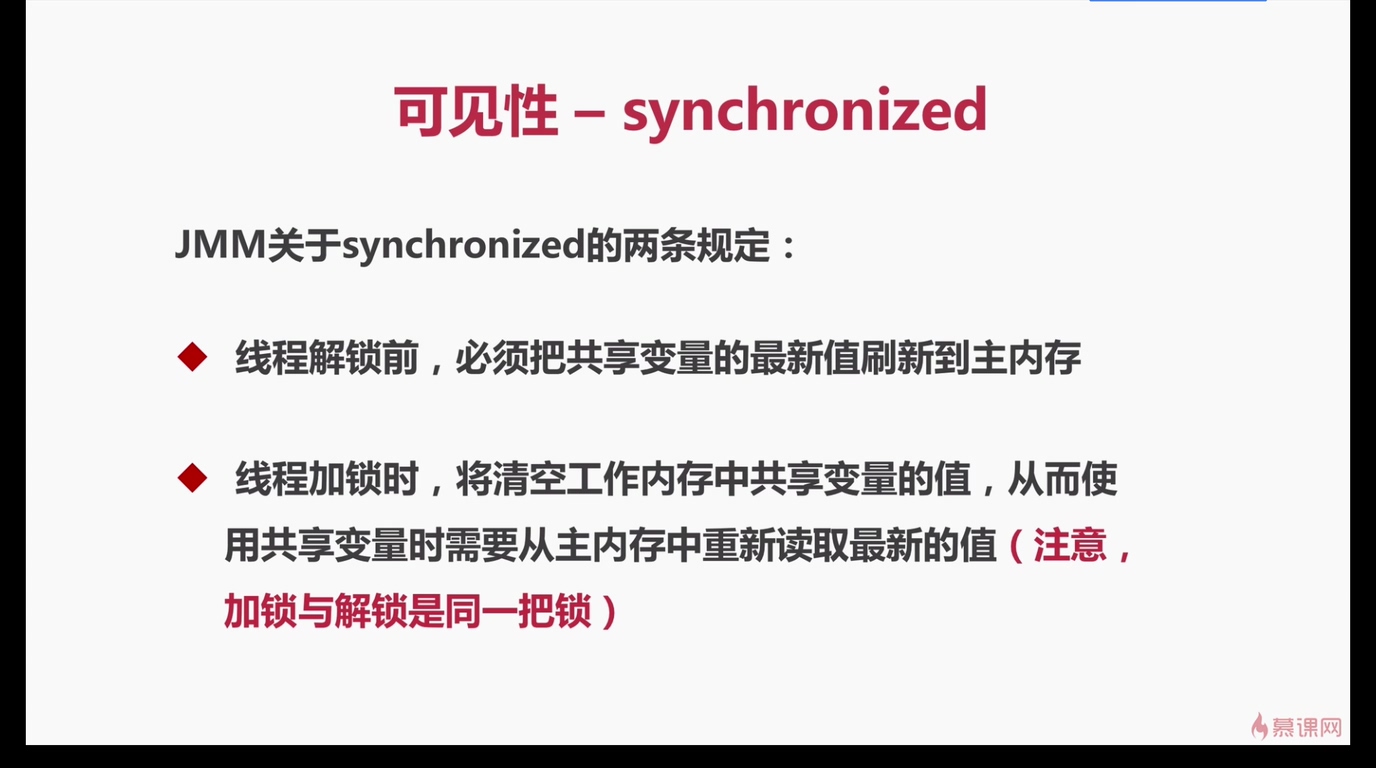 可见性 – synchronized
JMM关于synchronized的两条规定：
线程解锁前，必须把共享变量的最新值刷新到主内存
线程加锁时，将清空工作内存中共享变量的值，从而使
用共享变量时需要从主内存中重新读取最新的值（注意，
加锁与解锁是同一把锁）
慕课网